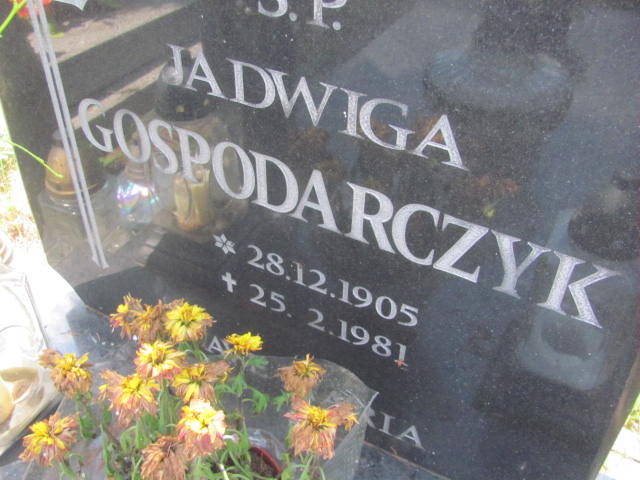 Ś.P.
JADWIGA
GOSPODARCZYK
28.12.1905
25. 2.1981